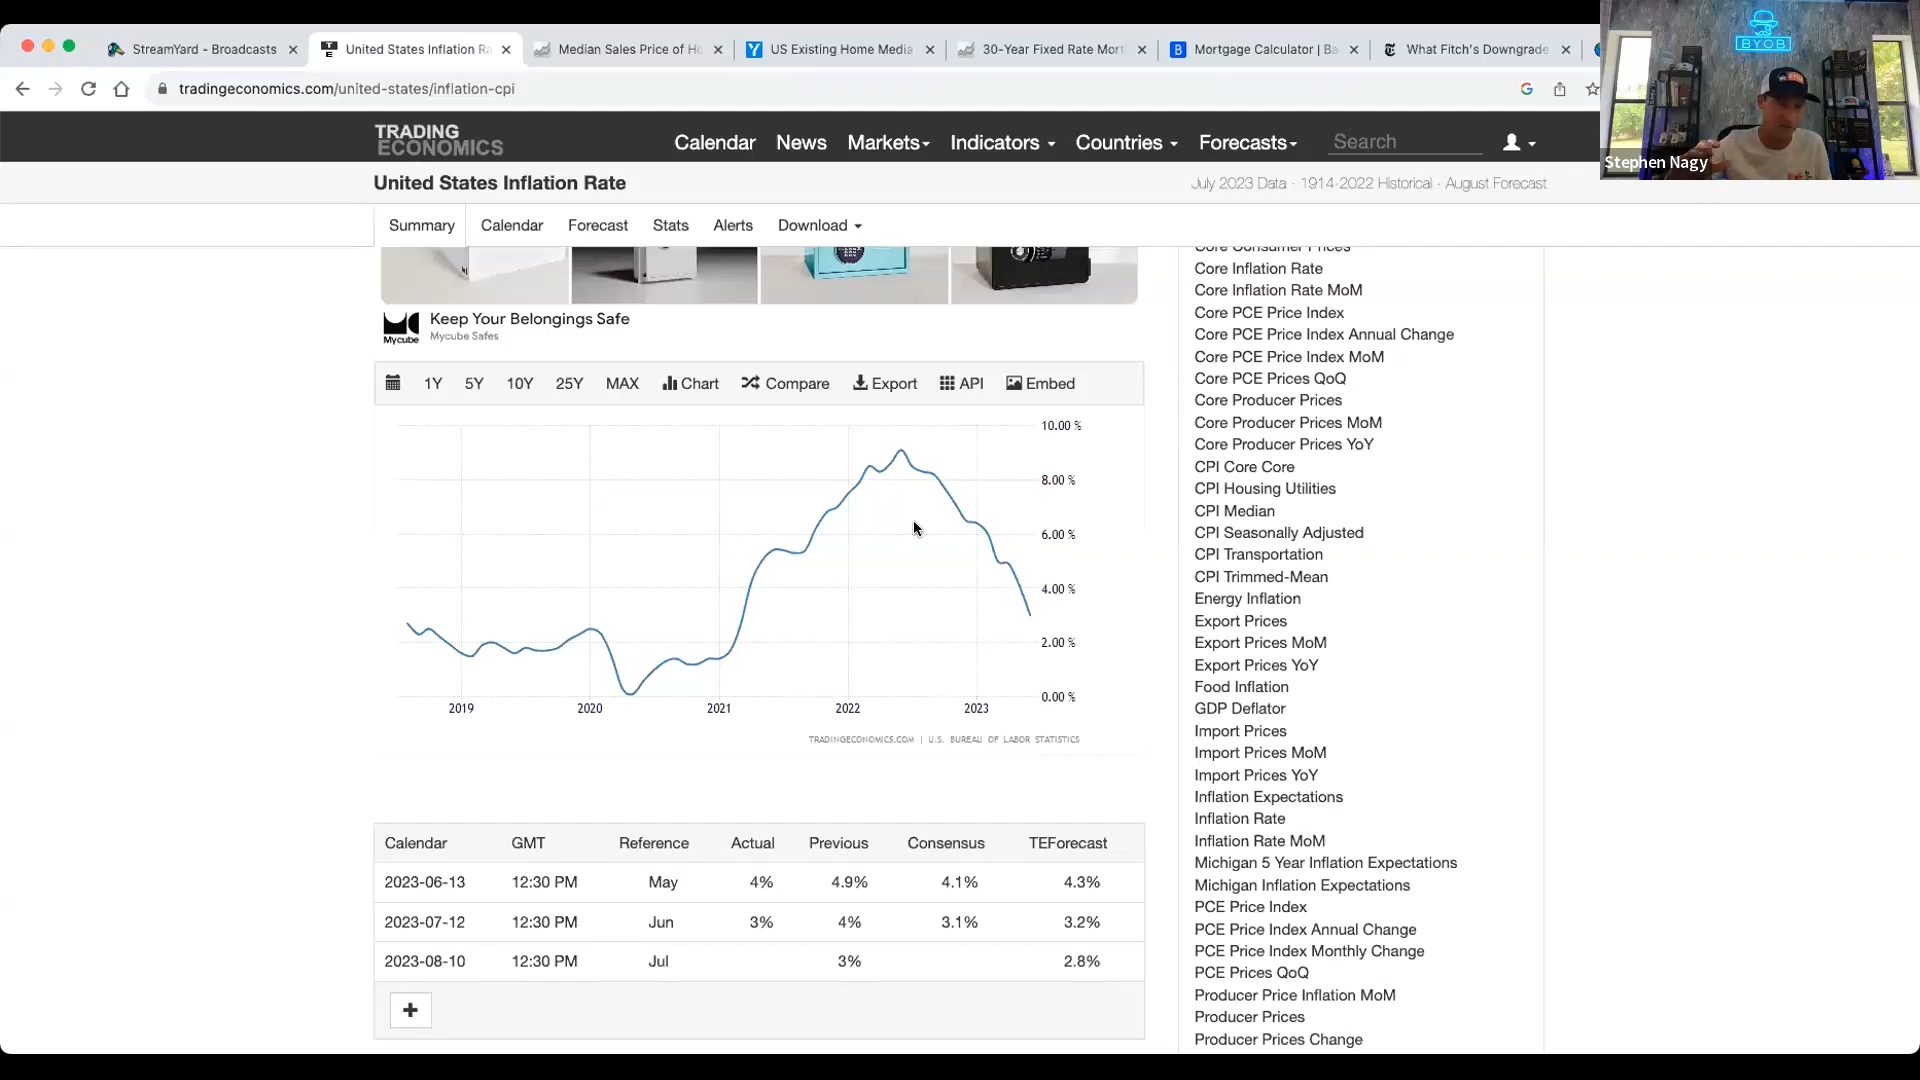 StreamYard - Broadcasts
United States Inflation Ra
Median Sales Price of Ho
US Existing Home Media
30-Year Fixed Rate Mort
Mortgage Calculator | Ba
What Fitch's Downgrade
BYOB
tradingeconomics.com/united-states/inflation-cpi
TRADING
ECONOMICS
Calendar News Markets Indicators Countries Forecasts Search
Stephen Nagy
United States Inflation Rate
July 2023 Data - 1914-2022 Historical - August Forecast
Summary Calendar Forecast Stats Alerts Download
Mycube
Keep Your Belongings Safe
Mycube Safes
1Y 5Y 10Y 25Y MAX Chart Compare Export API Embed
10.00 %
8.00 %
6.00 %
4.00 %
2.00 %
0.00 %
2019 2020 2021 2022 2023
TRADINGECONOMICS.COM | U.S. BUREAU OF LABOR STATISTICS
Calendar GMT Reference Actual Previous Consensus TEForecast
2023-06-13 12:30 PM May 4% 4.9% 4.1% 4.3%
2023-07-12 12:30 PM Jun 3% 4% 3.1% 3.2%
2023-08-10 12:30 PM Jul 3% 2.8%
+
Core Consumer Prices
Core Inflation Rate
Core Inflation Rate MoM
Core PCE Price Index
Core PCE Price Index Annual Change
Core PCE Price Index MoM
Core PCE Prices QoQ
Core Producer Prices
Core Producer Prices MoM
Core Producer Prices YoY
CPI Core Core
CPI Housing Utilities
CPI Median
CPI Seasonally Adjusted
CPI Transportation
CPI Trimmed-Mean
Energy Inflation
Export Prices
Export Prices MoM
Export Prices YoY
Food Inflation
GDP Deflator
Import Prices
Import Prices MoM
Import Prices YoY
Inflation Expectations
Inflation Rate
Inflation Rate MoM
Michigan 5 Year Inflation Expectations
Michigan Inflation Expectations
PCE Price Index
PCE Price Index Annual Change
PCE Price Index Monthly Change
PCE Prices QoQ
Producer Price Inflation MoM
Producer Prices
Producer Prices Change